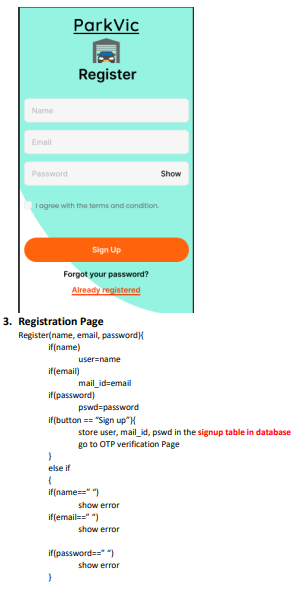 ParkVic
Register
Name
Email
Password Show
I agree with the terms and condition.
Sign Up
Forgot your password?
Already registered
3. Registration Page
Register(name, email, password){
if(name)
user=name
if(email)
mail_id=email
if(password)
pswd=password
if(button == “Sign up”){
store user, mail_id, pswd in the signup table in database
go to OTP verification Page
}
else if
{
if(name==” “)
show error
if(email==” “)
show error
if(password==” “)
show error
}